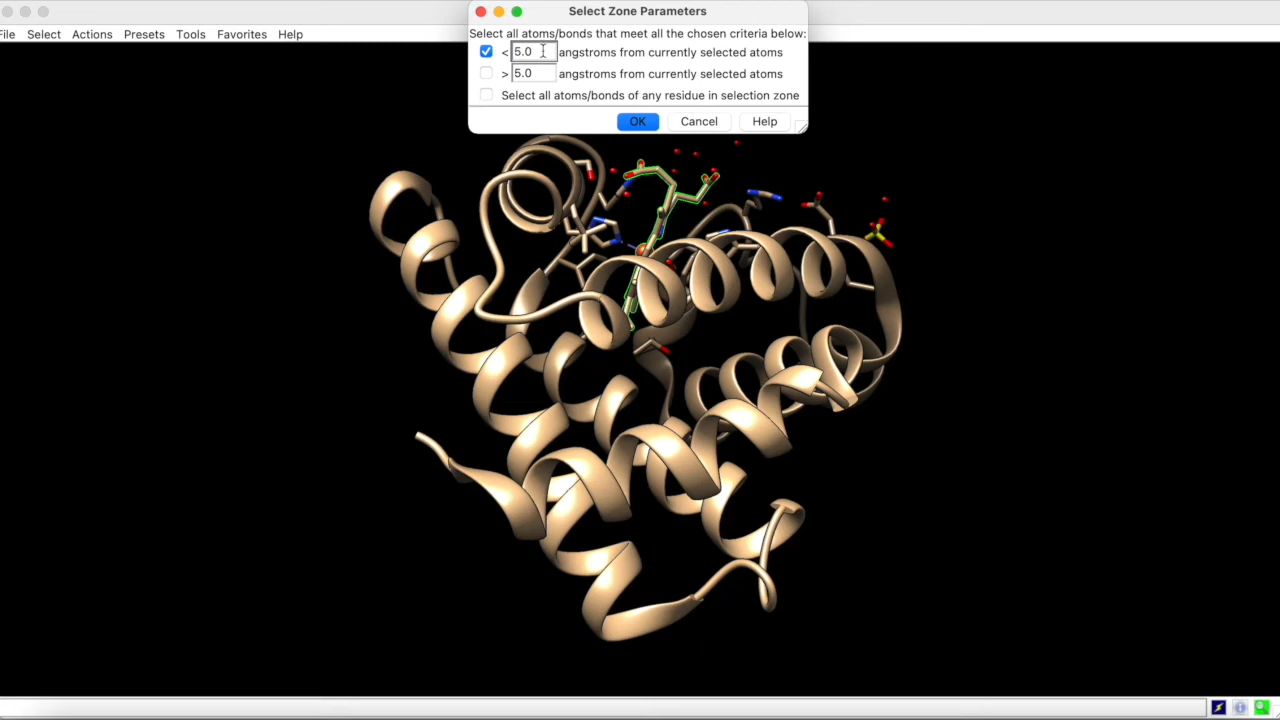 Select Zone Parameters
File Select Actions Presets Tools Favorites Help
Select all atoms/bonds that meet all the chosen criteria below:
< 5.0 angstroms from currently selected atoms
> 5.0 angstroms from currently selected atoms
Select all atoms/bonds of any residue in selection zone
OK Cancel Help